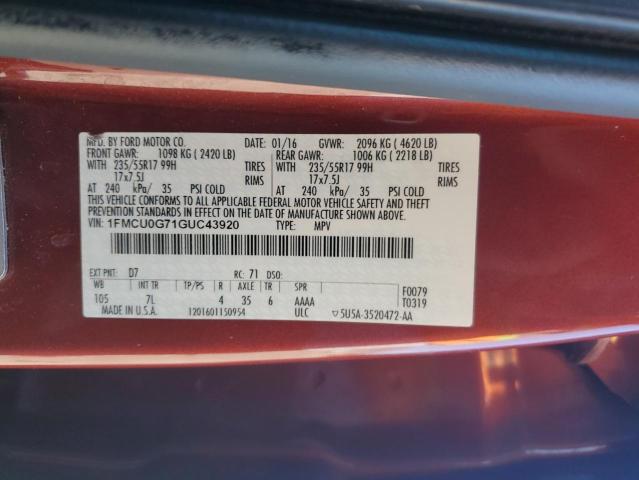 MFD. BY FORD MOTOR CO.
DATE: 01/16 GVWR: 2096 KG ( 4620 LB)
FRONT GAWR: 1098 KG ( 2420 LB)
REAR GAWR: 1006 KG ( 2218 LB)
WITH 235/55R17 99H TIRES
WITH 235/55R17 99H TIRES
17x7.5J RIMS
17x7.5J RIMS
AT 240 kPa/ 35 PSI COLD
AT 240 kPa/ 35 PSI COLD
THIS VEHICLE CONFORMS TO ALL APPLICABLE FEDERAL MOTOR VEHICLE SAFETY AND THEFT
PREVENTION STANDARDS IN EFFECT ON THE DATE OF MANUFACTURE SHOWN ABOVE.
VIN: 1FMCU0G71GUC43920 TYPE: MPV
EXT PNT: D7 RC: 71 DSO:
WB INT TR TP/PS R AXLE TR SPR
105 7L 4 35 6 AAAA
F0079
T0319
MADE IN U.S.A. 1201601150954 ULC ▽5U5A-3520472-AA